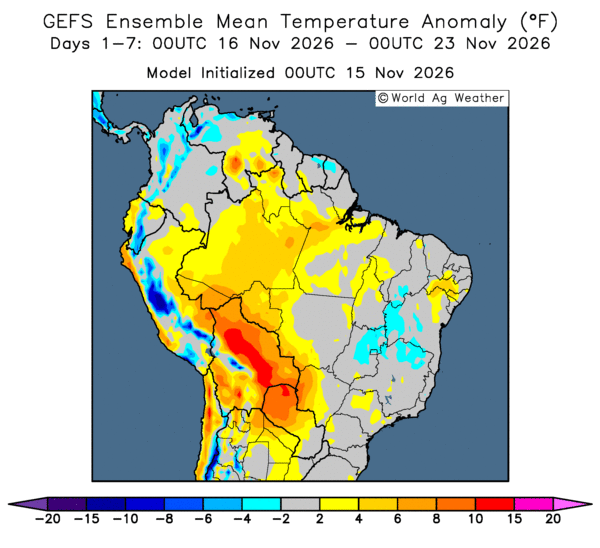 GEFS Ensemble Mean Temperature Anomaly (°F)
Days 1-7: 00UTC 16 Nov 2026 - 00UTC 23 Nov 2026
Model Initialized 00UTC 15 Nov 2026
© World Ag Weather
-20 -15 -10 -8 -6 -4 -2 2 4 6 8 10 15 20